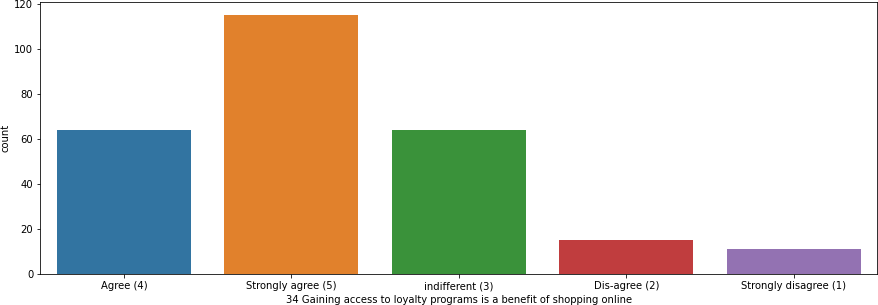 120
100
80
60
40
20
0
count
Agree (4) Strongly agree (5) indifferent (3) Dis-agree (2) Strongly disagree (1)
34 Gaining access to loyalty programs is a benefit of shopping online